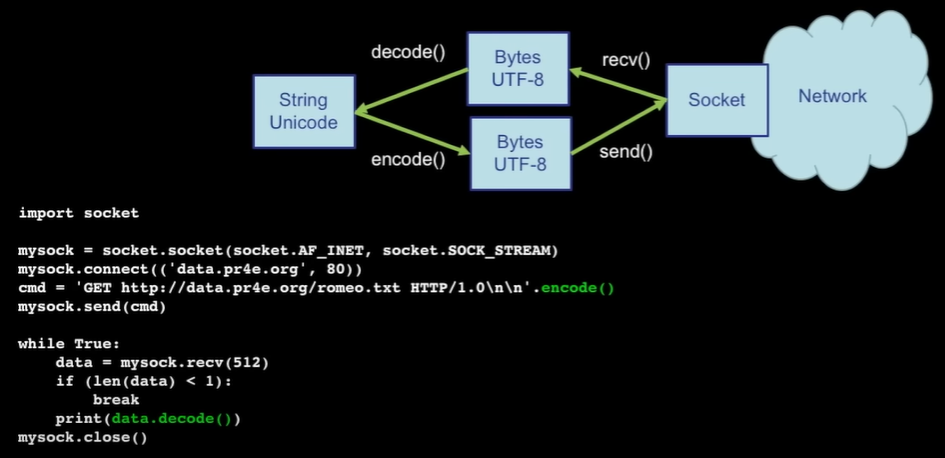 decode()
Bytes
UTF-8
recv()
String
Unicode
Socket
Network
encode()
Bytes
UTF-8
send()
import socket
mysock = socket.socket(socket.AF_INET, socket.SOCK_STREAM)
mysock.connect(('data.pr4e.org', 80))
cmd = 'GET http://data.pr4e.org/romeo.txt HTTP/1.0\n\n'.encode()
mysock.send(cmd)
while True:
    data = mysock.recv(512)
    if (len(data) < 1):
        break
    print(data.decode())
mysock.close()